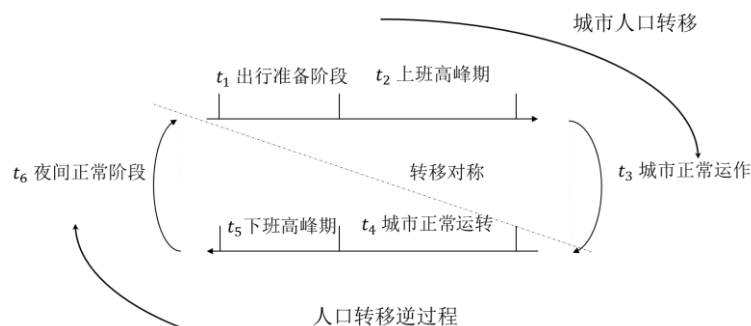 城市人口转移
t₁ 出行准备阶段
t₂ 上班高峰期
t₆ 夜间正常阶段
转移对称
t₃ 城市正常运作
t₅下班高峰期
t₄ 城市正常运转
人口转移逆过程